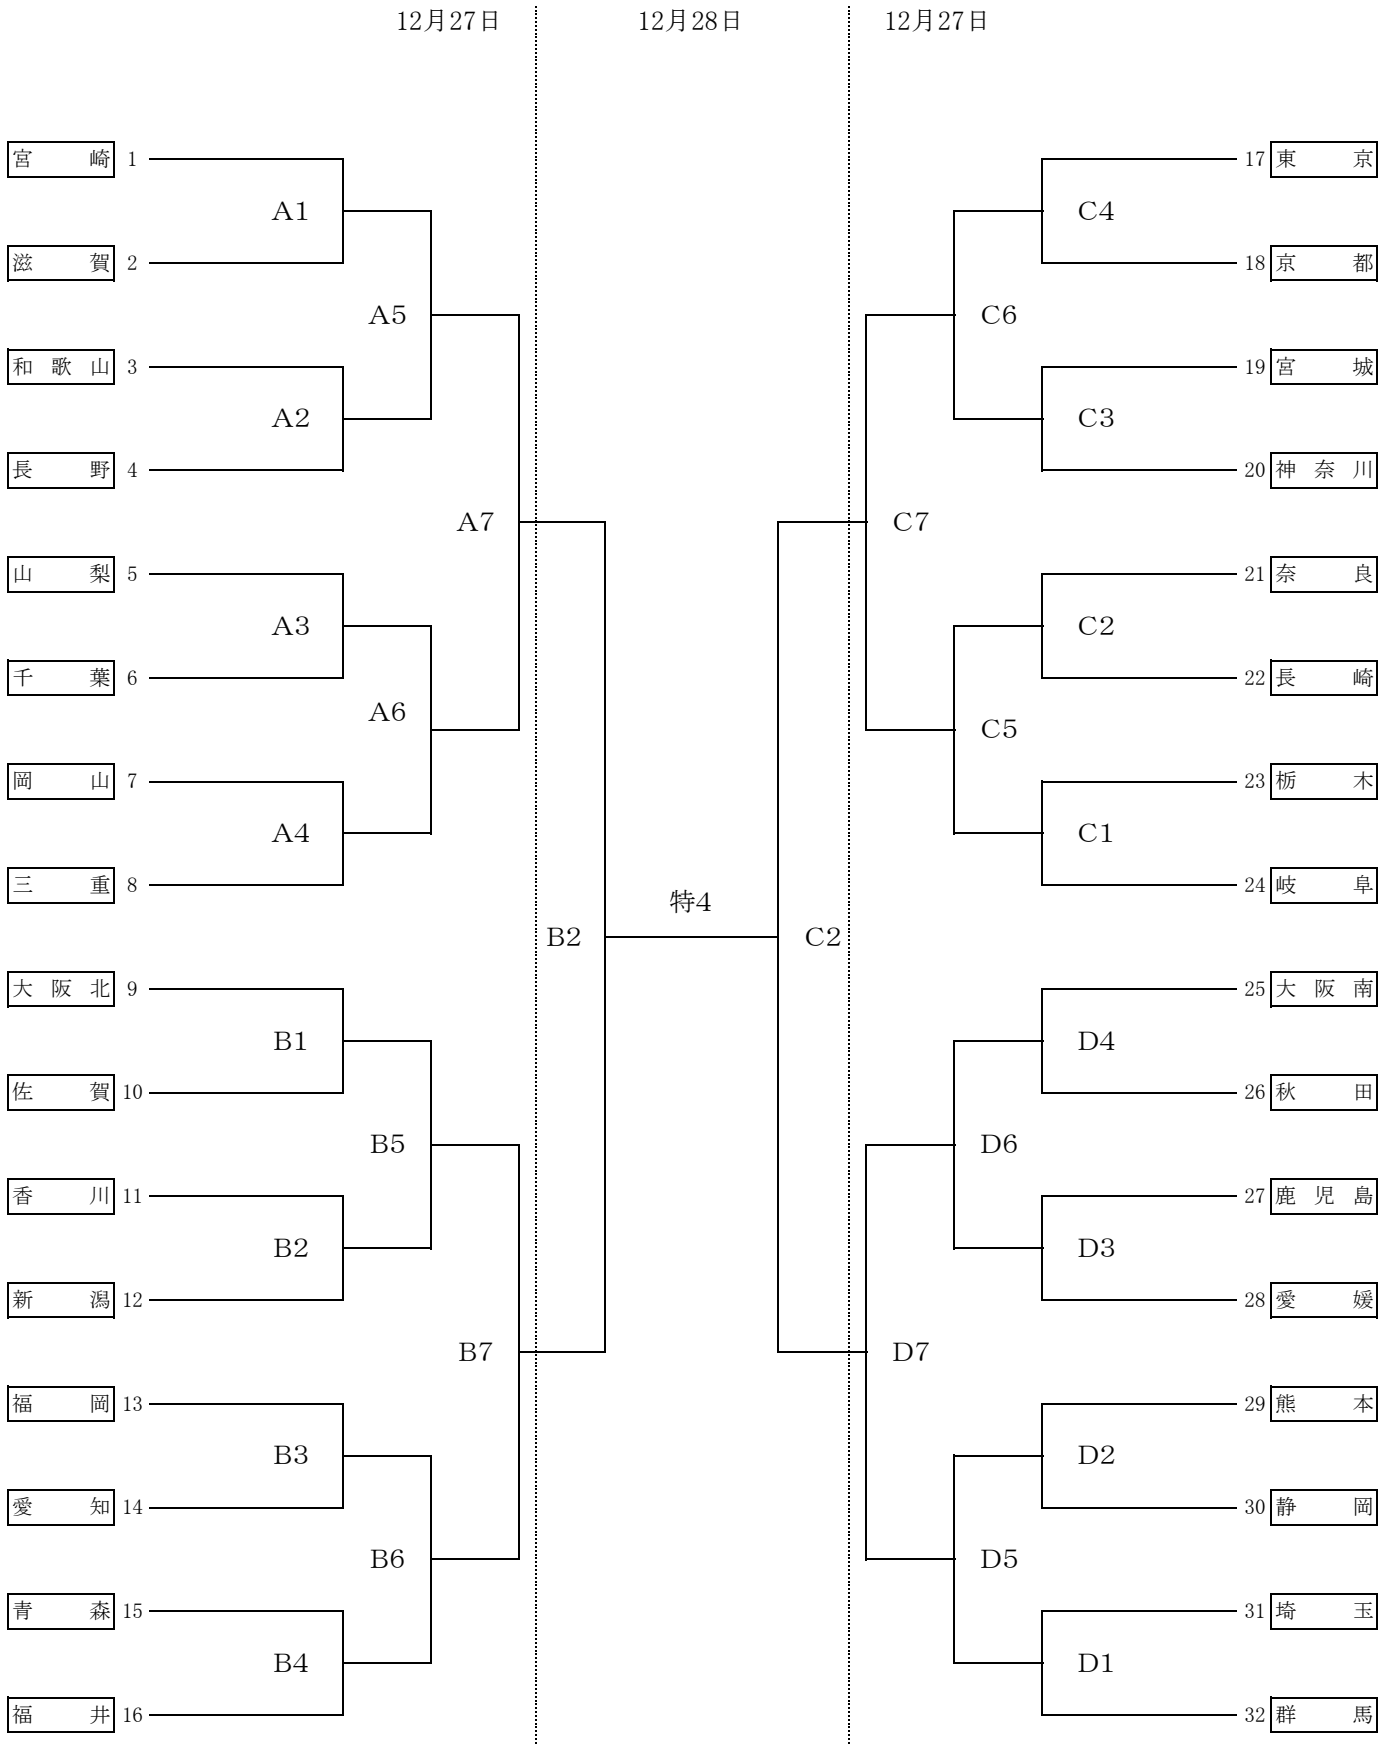 12月27日 12月28日 12月27日
宮崎 1 17 東京
A1 C4
滋賀 2 18 京都
A5 C6
和歌山 3 19 宮城
A2 C3
長野 4 20 神奈川
A7 C7
山梨 5 21 奈良
A3 C2
千葉 6 22 長崎
A6 C5
岡山 7 23 栃木
A4 C1
三重 8 24 岐阜
特4
B2 C2
大阪北 9 25 大阪南
B1 D4
佐賀 10 26 秋田
B5 D6
香川 11 27 鹿児島
B2 D3
新潟 12 28 愛媛
B7 D7
福岡 13 29 熊本
B3 D2
愛知 14 30 静岡
B6 D5
青森 15 31 埼玉
B4 D1
福井 16 32 群馬